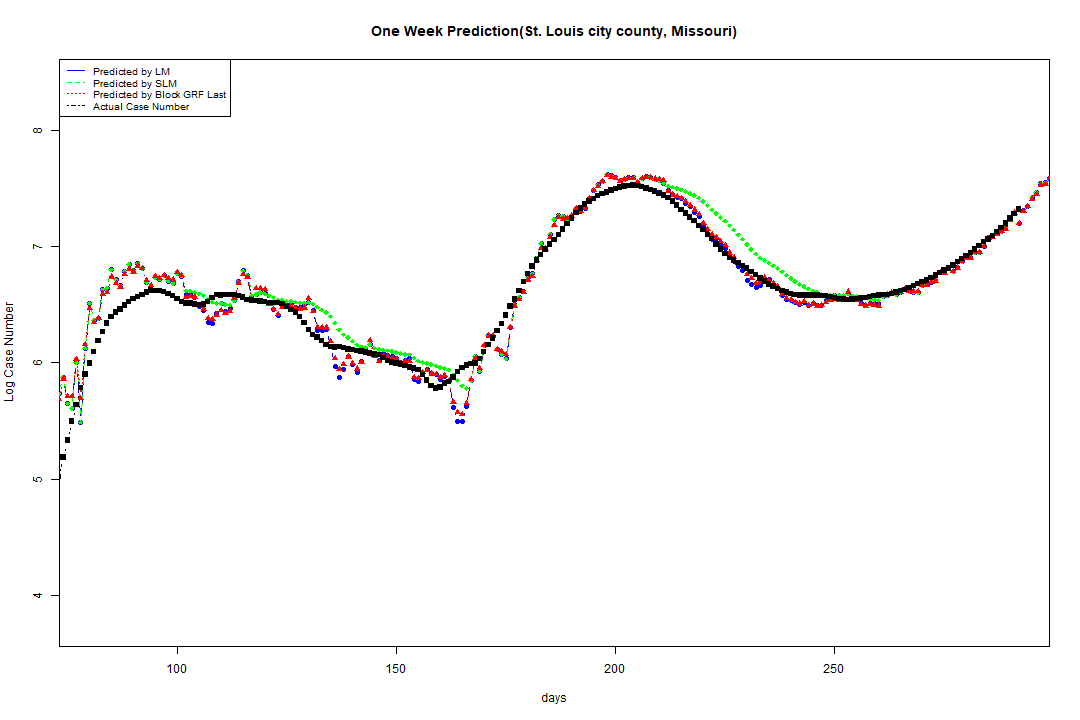 One Week Prediction(St. Louis city county, Missouri)
Predicted by LM
Predicted by SLM
Predicted by Block GRF Last
Actual Case Number
8
7
6
5
4
Log Case Number
100
150
200
250
days